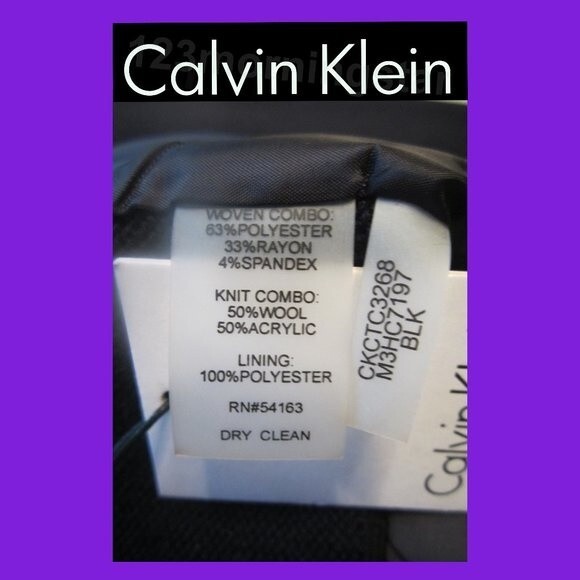 Calvin Klein
WOVEN COMBO:
63%POLYESTER
33%RAYON
4%SPANDEX
KNIT COMBO:
50%WOOL
50%ACRYLIC
LINING:
100%POLYESTER
RN#54163
DRY CLEAN
CKCTC3268
M3HC7197
BLK
Calvin Kl